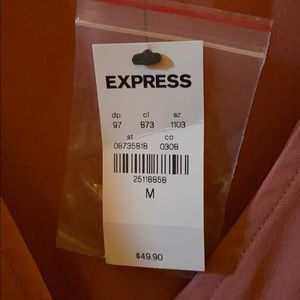 EXPRESS
dp cl sz
97 873 1103
st co
08735818 0308
25118858
M
$49.90